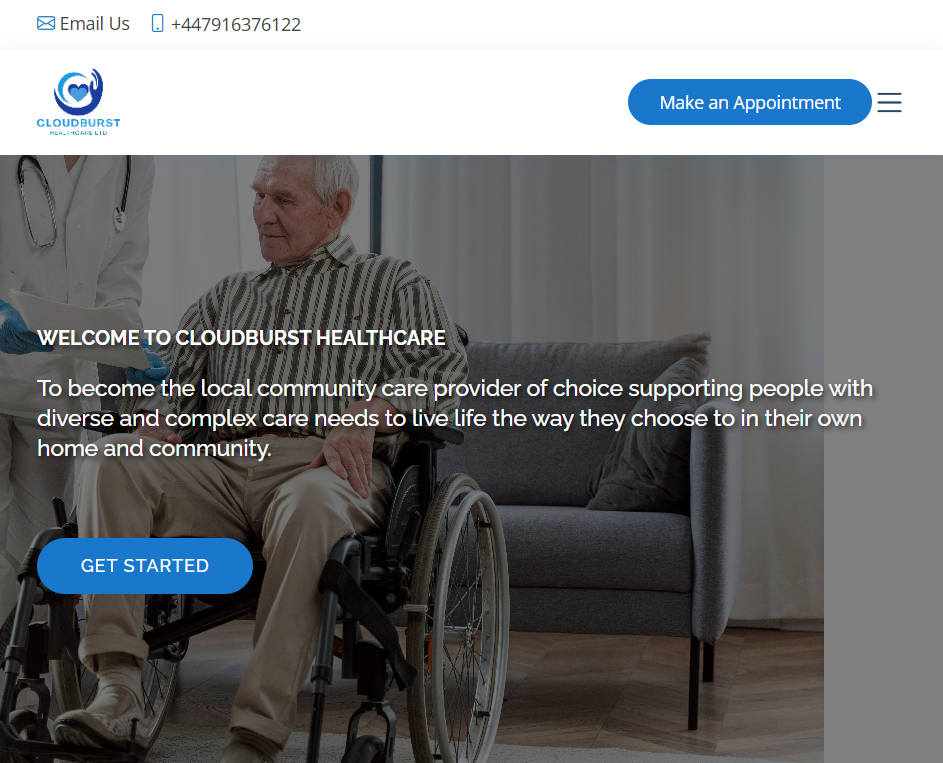 Email Us +447916376122
CLOUDBURST
HEALTHCARE LTD
Make an Appointment
WELCOME TO CLOUDBURST HEALTHCARE
To become the local community care provider of choice supporting people with
diverse and complex care needs to live life the way they choose to in their own
home and community.
GET STARTED